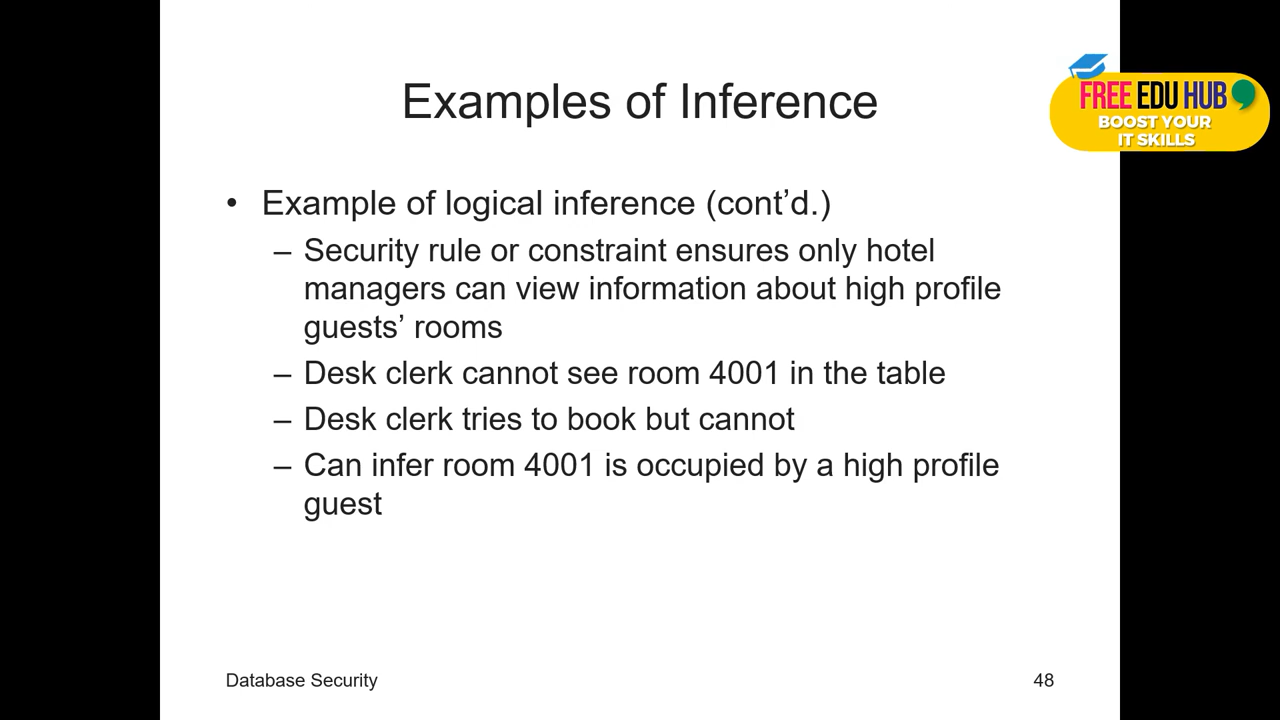 Examples of Inference
FREE EDU HUB
BOOST YOUR
IT SKILLS
• Example of logical inference (cont’d.)
– Security rule or constraint ensures only hotel
managers can view information about high profile
guests’ rooms
– Desk clerk cannot see room 4001 in the table
– Desk clerk tries to book but cannot
– Can infer room 4001 is occupied by a high profile
guest
Database Security
48